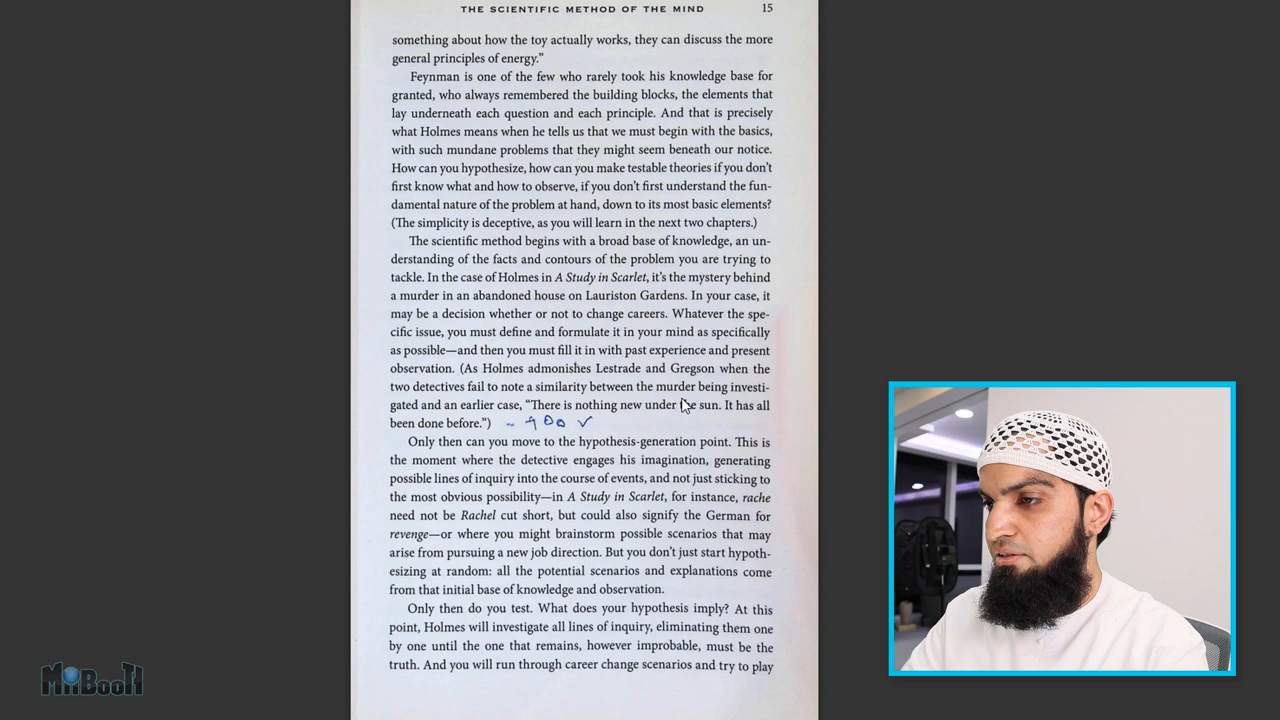 THE SCIENTIFIC METHOD OF THE MIND 15
something about how the toy actually works, they can discuss the more
general principles of energy.”
Feynman is one of the few who rarely took his knowledge base for
granted, who always remembered the building blocks, the elements that
lay underneath each question and each principle. And that is precisely
what Holmes means when he tells us that we must begin with the basics,
with such mundane problems that they might seem beneath our notice.
How can you hypothesize, how can you make testable theories if you don’t
first know what and how to observe, if you don’t first understand the fun-
damental nature of the problem at hand, down to its most basic elements?
(The simplicity is deceptive, as you will learn in the next two chapters.)
The scientific method begins with a broad base of knowledge, an un-
derstanding of the facts and contours of the problem you are trying to
tackle. In the case of Holmes in A Study in Scarlet, it’s the mystery behind
a murder in an abandoned house on Lauriston Gardens. In your case, it
may be a decision whether or not to change careers. Whatever the spe-
cific issue, you must define and formulate it in your mind as specifically
as possible—and then you must fill it in with past experience and present
observation. (As Holmes admonishes Lestrade and Gregson when the
two detectives fail to note a similarity between the murder being investi-
gated and an earlier case, “There is nothing new under the sun. It has all
been done before.”)
Only then can you move to the hypothesis-generation point. This is
the moment where the detective engages his imagination, generating
possible lines of inquiry into the course of events, and not just sticking to
the most obvious possibility—in A Study in Scarlet, for instance, rache
need not be Rachel cut short, but could also signify the German for
revenge—or where you might brainstorm possible scenarios that may
arise from pursuing a new job direction. But you don’t just start hypoth-
esizing at random: all the potential scenarios and explanations come
from that initial base of knowledge and observation.
Only then do you test. What does your hypothesis imply? At this
point, Holmes will investigate all lines of inquiry, eliminating them one
by one until the one that remains, however improbable, must be the
truth. And you will run through career change scenarios and try to play